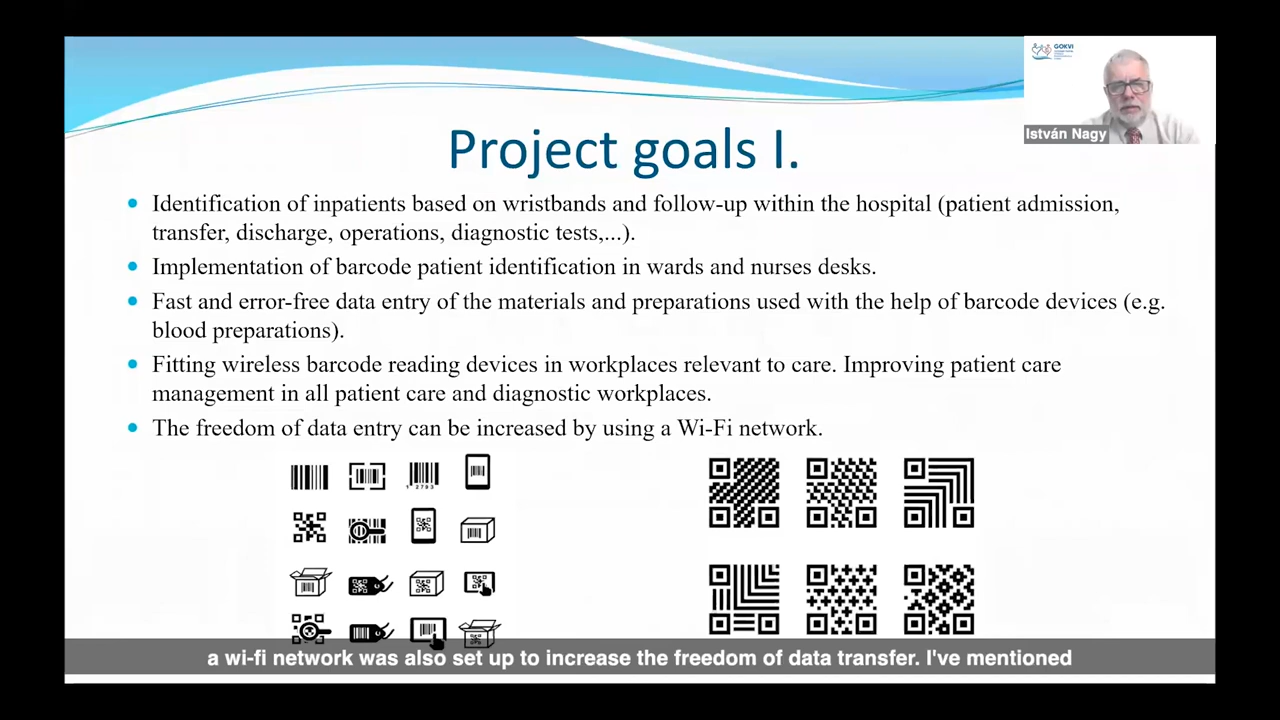 GOKVI
István Nagy
Project goals I.
Identification of inpatients based on wristbands and follow-up within the hospital (patient admission,
transfer, discharge, operations, diagnostic tests,...).
Implementation of barcode patient identification in wards and nurses desks.
Fast and error-free data entry of the materials and preparations used with the help of barcode devices (e.g.
blood preparations).
Fitting wireless barcode reading devices in workplaces relevant to care. Improving patient care
management in all patient care and diagnostic workplaces.
The freedom of data entry can be increased by using a Wi-Fi network.
a wi-fi network was also set up to increase the freedom of data transfer. I've mentioned